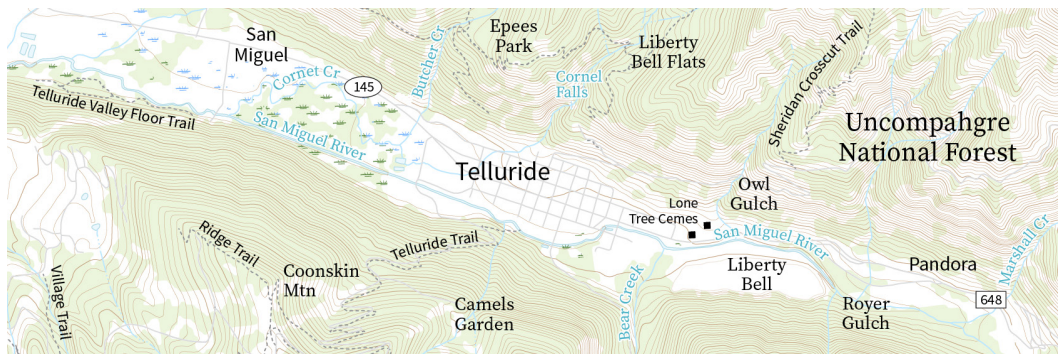 San
Miguel
Epees
Park
Liberty
Bell Flats
Butcher Cr
Cornet Cr
145
Cornel
Falls
Sheridan Crosscut Trail
Telluride Valley Floor Trail
San Miguel River
Uncompahgre
National Forest
Telluride
Owl
Gulch
Lone
Tree Cemes
San Miguel River
Ridge Trail
Telluride Trail
Marshall Cr
Village Trail
Coonskin
Mtn
Bear Creek
Liberty
Bell
Pandora
Camels
Garden
Royer
Gulch
648